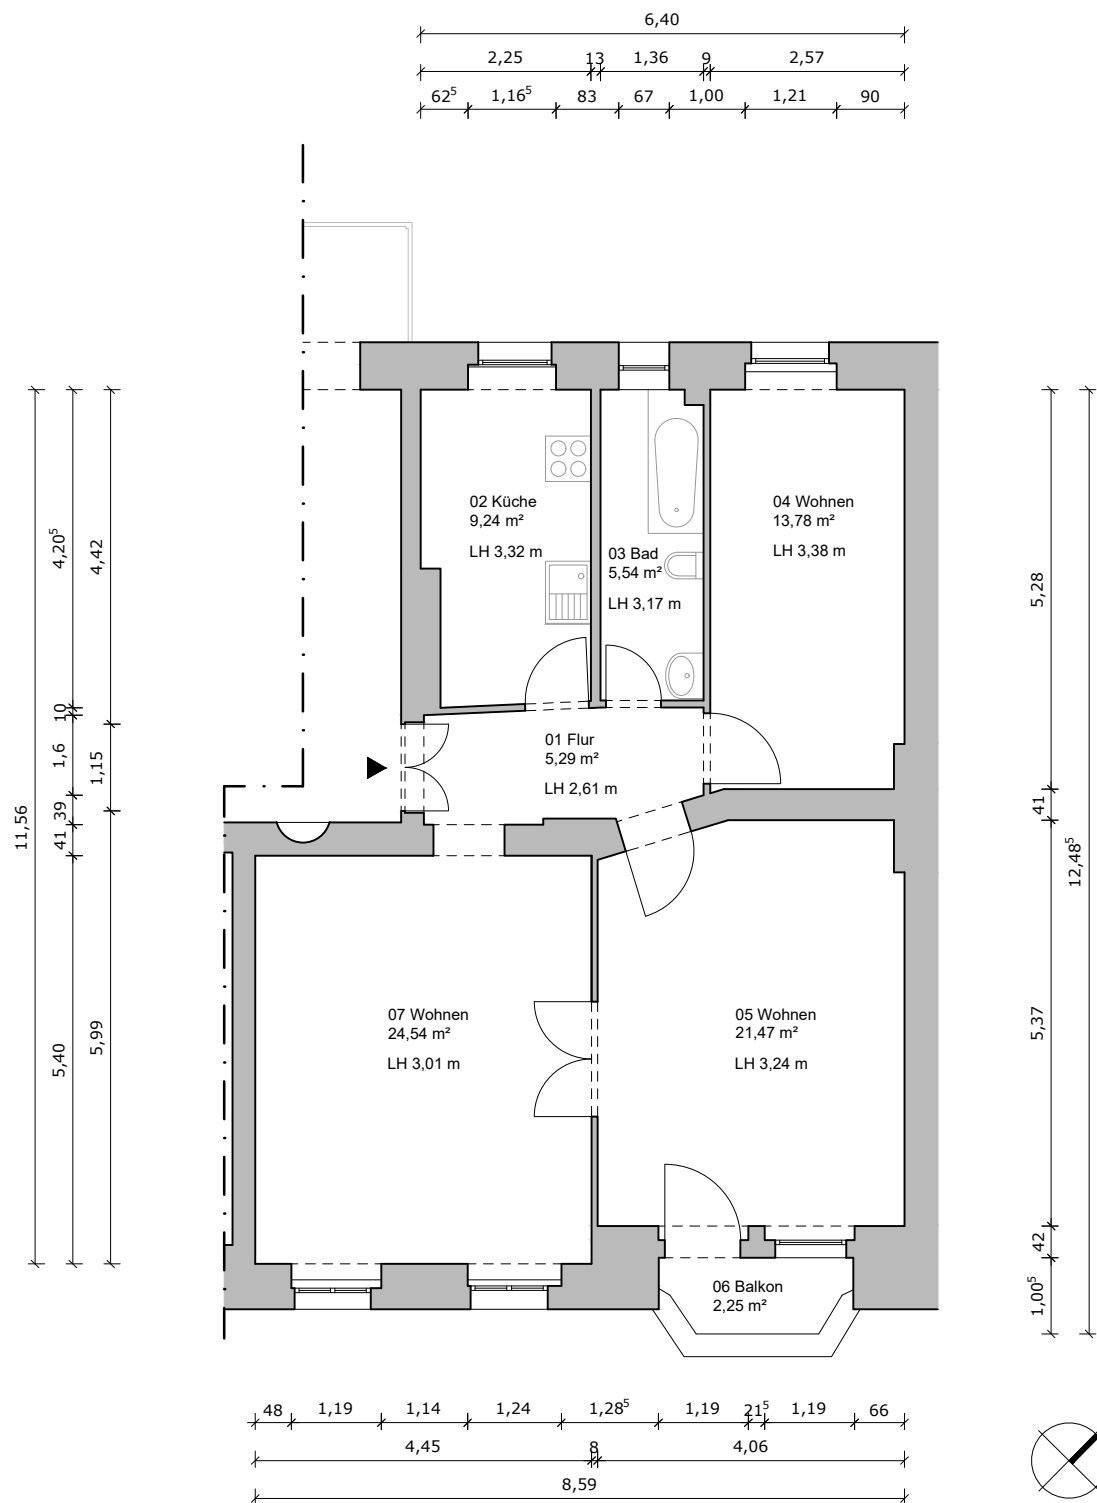 6,40
2,25 13 1,36 9 2,57
62⁵ 1,16⁵ 83 67 1,00 1,21 90
02 Küche
9,24 m²
LH 3,32 m
03 Bad
5,54 m²
LH 3,17 m
04 Wohnen
13,78 m²
LH 3,38 m
01 Flur
5,29 m²
LH 2,61 m
07 Wohnen
24,54 m²
LH 3,01 m
05 Wohnen
21,47 m²
LH 3,24 m
06 Balkon
2,25 m²
11,56
4,20⁵
10
1,6
39
41
5,40
4,42
1,15
5,99
5,28
41
5,37
42
1,00⁵
12,48⁵
48 1,19 1,14 1,24 1,28⁵ 1,19 21⁵ 1,19 66
4,45 8 4,06
8,59